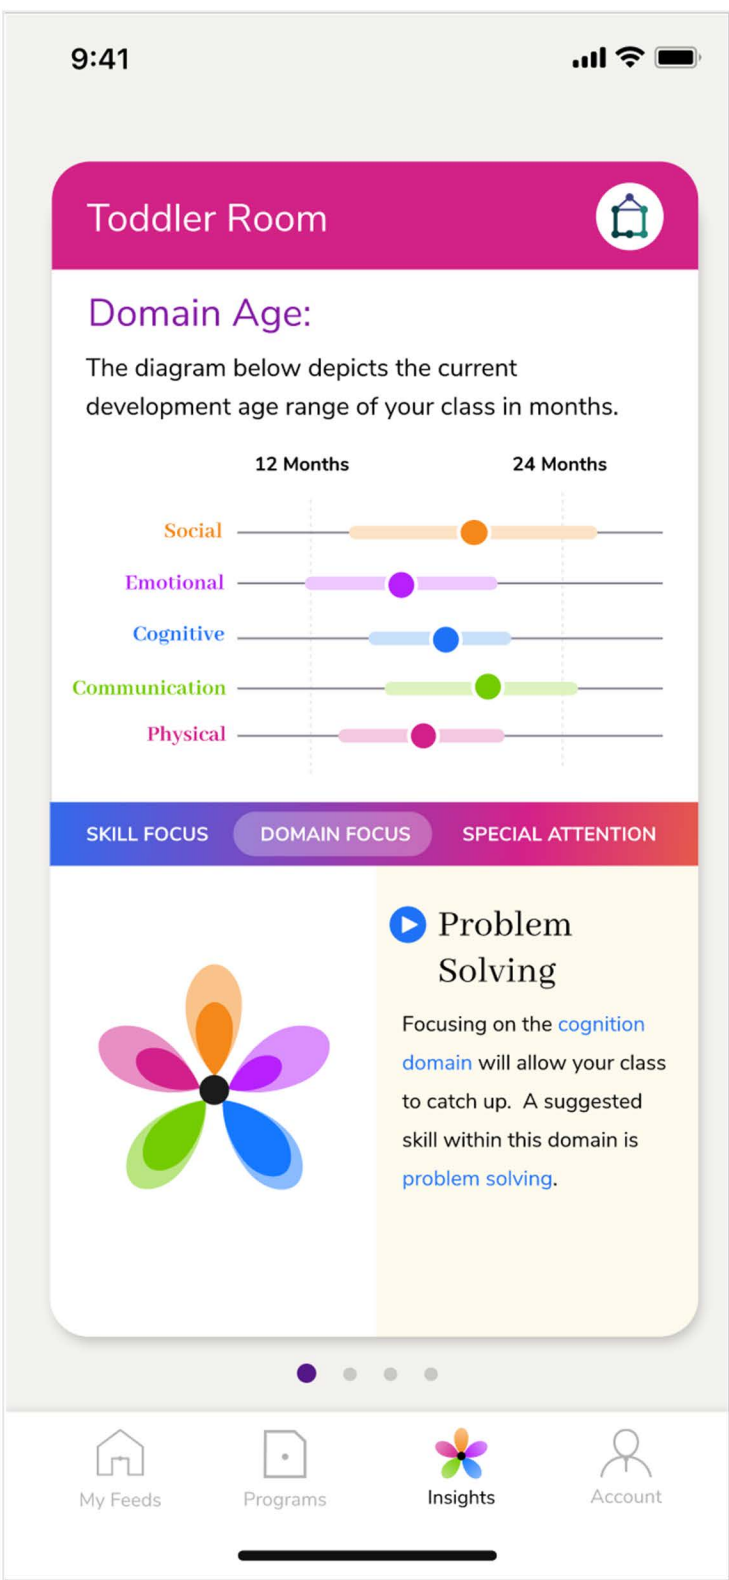 9:41
Toddler Room
Domain Age:
The diagram below depicts the current
development age range of your class in months.
12 Months 24 Months
Social
Emotional
Cognitive
Communication
Physical
SKILL FOCUS DOMAIN FOCUS SPECIAL ATTENTION
Problem
Solving
Focusing on the cognition
domain will allow your class
to catch up. A suggested
skill within this domain is
problem solving.
My Feeds Programs Insights Account